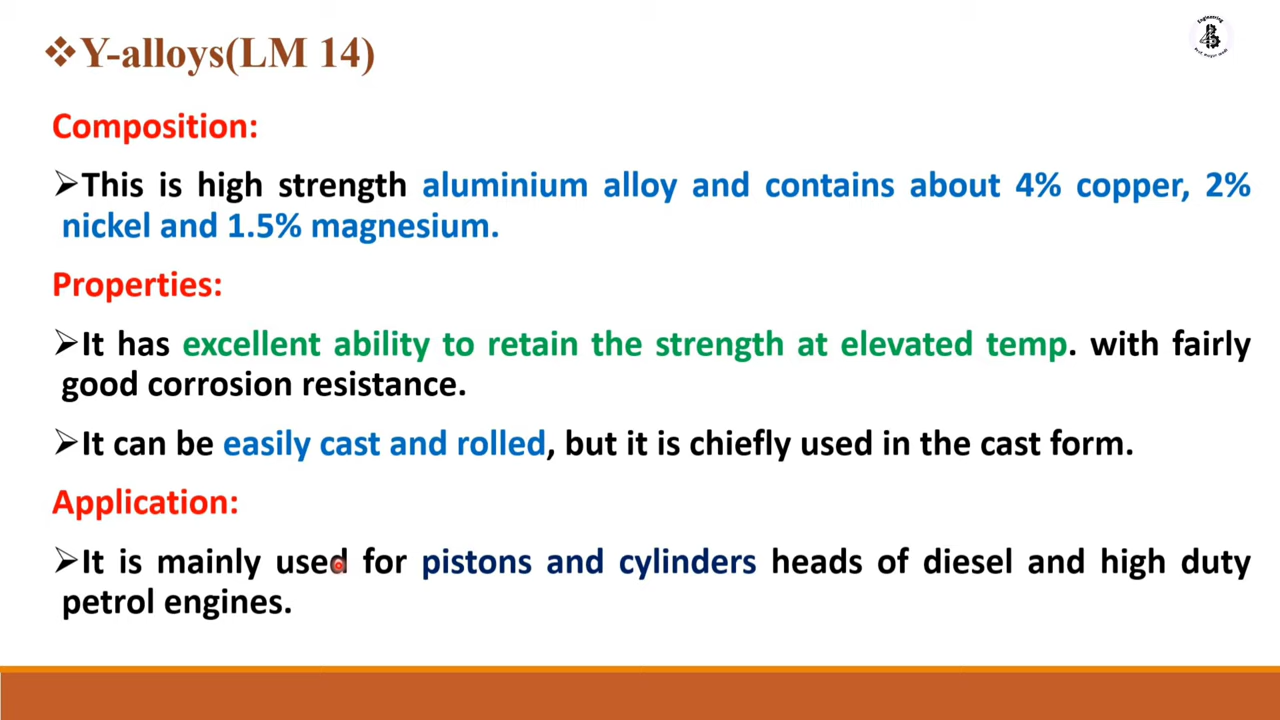 ❖Y-alloys(LM 14)
Engineering
Composition:
➢This is high strength aluminium alloy and contains about 4% copper, 2%
nickel and 1.5% magnesium.
Properties:
➢It has excellent ability to retain the strength at elevated temp. with fairly
good corrosion resistance.
➢It can be easily cast and rolled, but it is chiefly used in the cast form.
Application:
➢It is mainly used for pistons and cylinders heads of diesel and high duty
petrol engines.